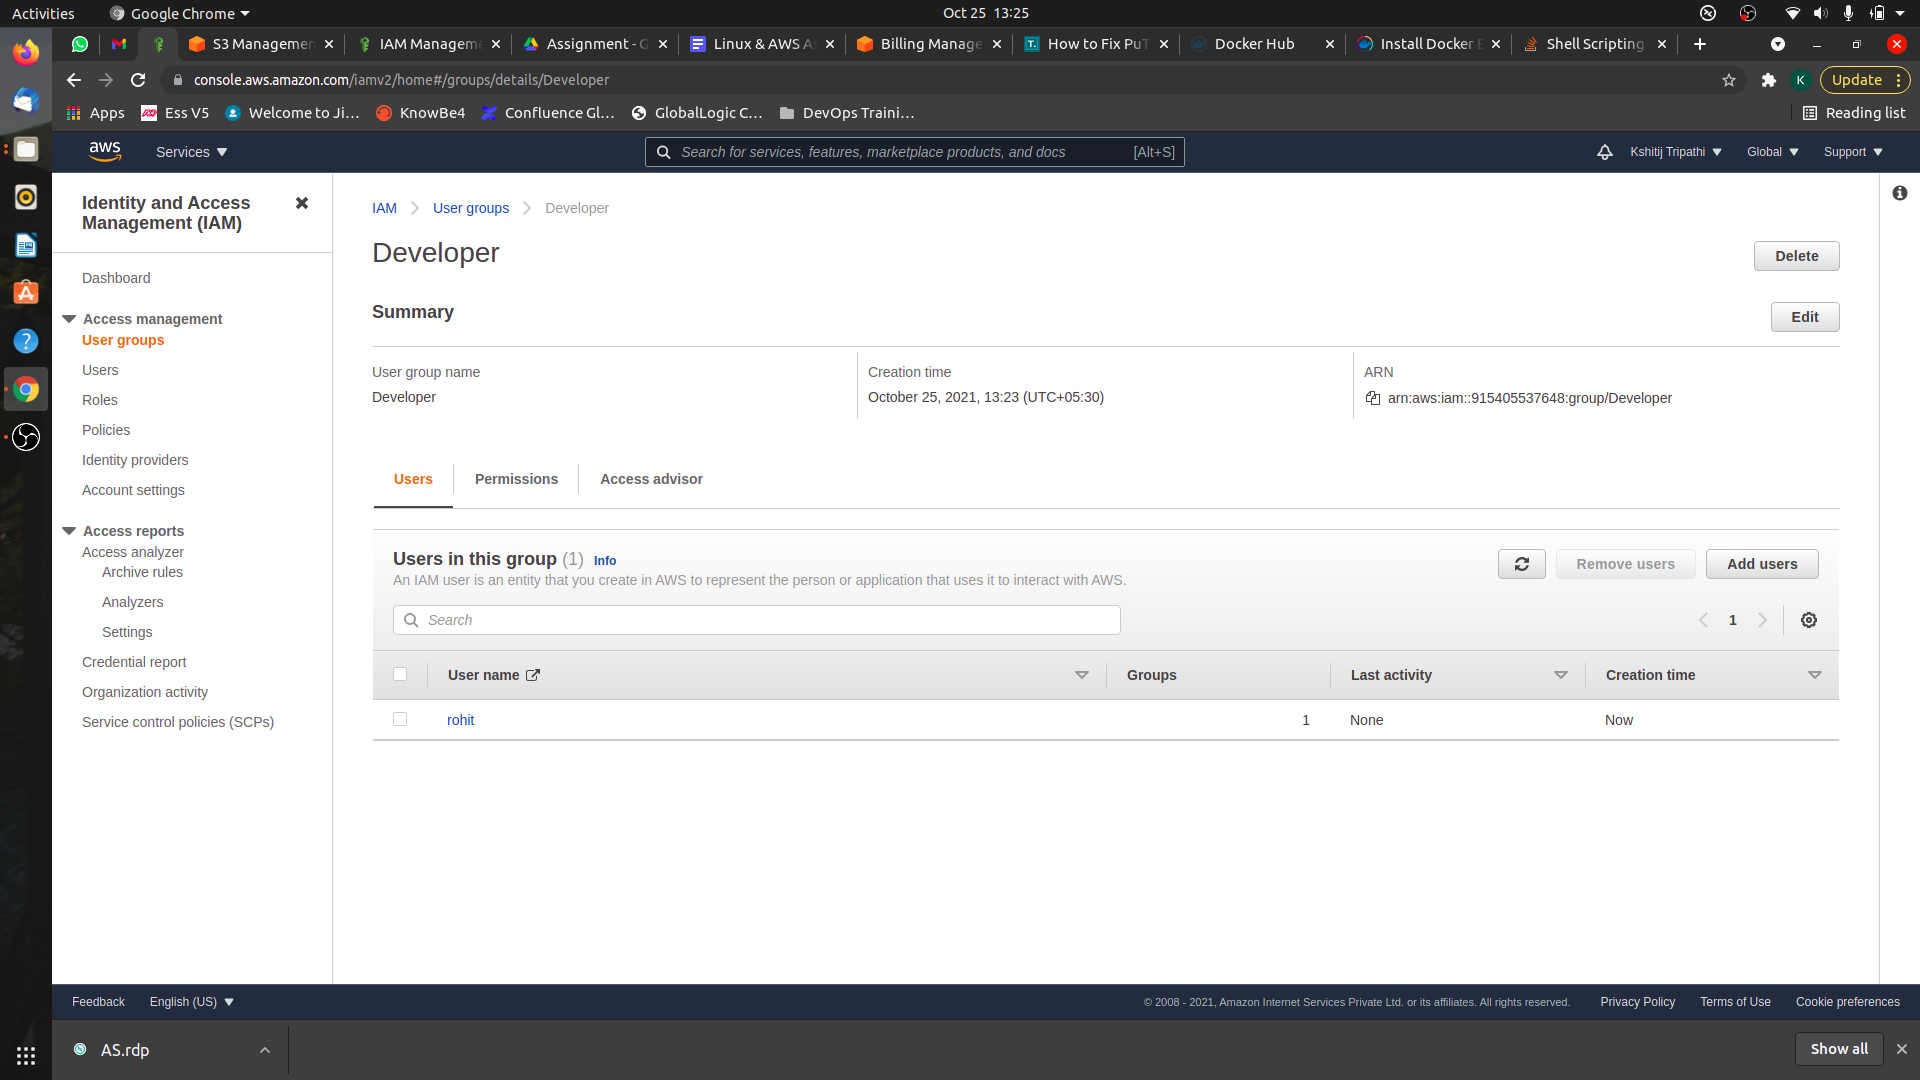 Activities
Google Chrome
Oct 25 13:25
S3 Managemen
IAM Managem
Assignment - G
Linux & AWS A
Billing Manage
How to Fix PuT
Docker Hub
Install Docker E
Shell Scripting
console.aws.amazon.com/iamv2/home#/groups/details/Developer
K
Update
Apps
Ess V5
Welcome to Ji...
KnowBe4
Confluence Gl...
GlobalLogic C...
DevOps Traini...
Reading list
aws
Services
Search for services, features, marketplace products, and docs
[Alt+S]
Kshitij Tripathi
Global
Support
Identity and Access
Management (IAM)
Dashboard
Access management
User groups
Users
Roles
Policies
Identity providers
Account settings
Access reports
Access analyzer
Archive rules
Analyzers
Settings
Credential report
Organization activity
Service control policies (SCPs)
IAM
User groups
Developer
Developer
Delete
Summary
Edit
User group name
Developer
Creation time
October 25, 2021, 13:23 (UTC+05:30)
ARN
arn:aws:iam::915405537648:group/Developer
Users
Permissions
Access advisor
Users in this group (1) Info
An IAM user is an entity that you create in AWS to represent the person or application that uses it to interact with AWS.
Remove users
Add users
Search
1
User name
Groups
Last activity
Creation time
rohit
1
None
Now
Feedback
English (US)
© 2008 - 2021, Amazon Internet Services Private Ltd. or its affiliates. All rights reserved.
Privacy Policy
Terms of Use
Cookie preferences
AS.rdp
Show all